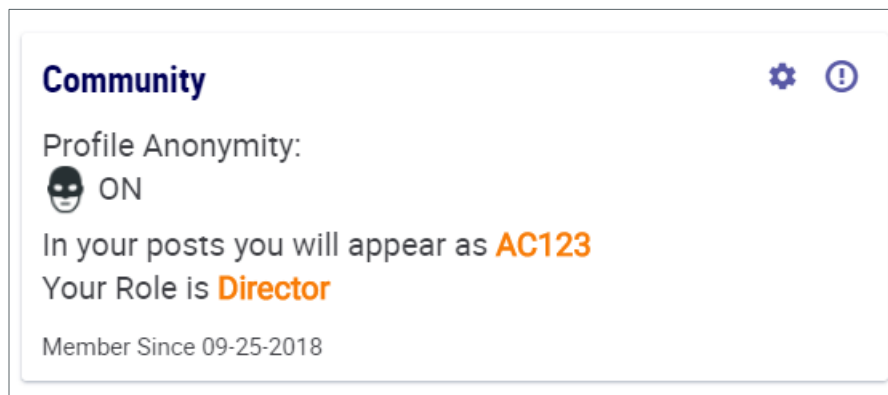 Community
Profile Anonymity:
ON
In your posts you will appear as AC123
Your Role is Director
Member Since 09-25-2018